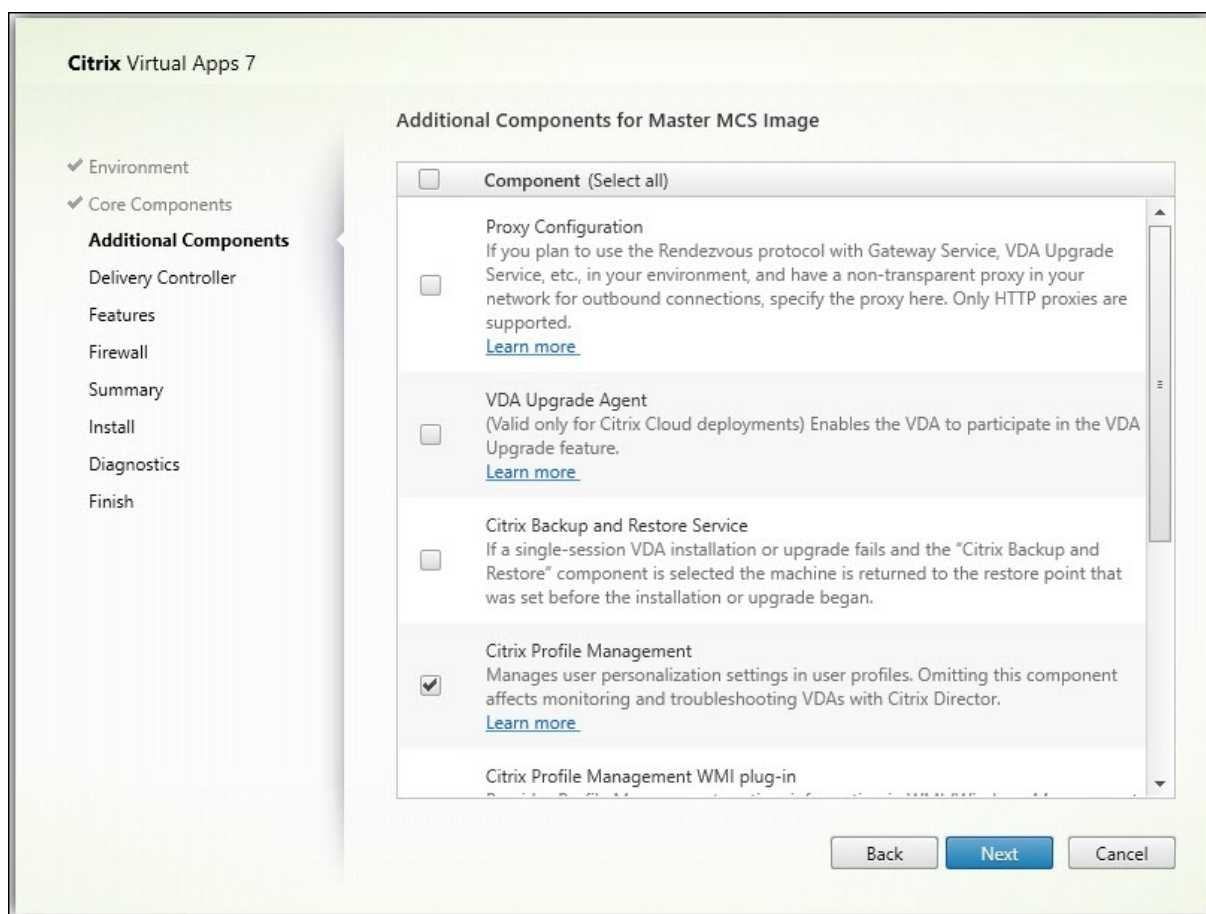 Citrix Virtual Apps 7
Additional Components for Master MCS Image
Environment
Core Components
Additional Components
Delivery Controller
Features
Firewall
Summary
Install
Diagnostics
Finish
Component (Select all)
Proxy Configuration
If you plan to use the Rendezvous protocol with Gateway Service, VDA Upgrade
Service, etc., in your environment, and have a non-transparent proxy in your
network for outbound connections, specify the proxy here. Only HTTP proxies are
supported.
Learn more
VDA Upgrade Agent
(Valid only for Citrix Cloud deployments) Enables the VDA to participate in the VDA
Upgrade feature.
Learn more
Citrix Backup and Restore Service
If a single-session VDA installation or upgrade fails and the “Citrix Backup and
Restore” component is selected the machine is returned to the restore point that
was set before the installation or upgrade began.
Citrix Profile Management
Manages user personalization settings in user profiles. Omitting this component
affects monitoring and troubleshooting VDAs with Citrix Director.
Learn more
Citrix Profile Management WMI plug-in
Back
Next
Cancel